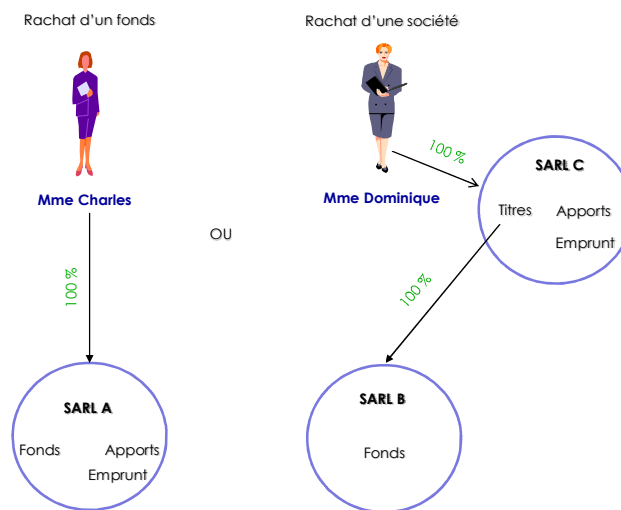 Rachat d'un fonds
Rachat d'une société
100 %
SARL C
Mme Charles
Mme Dominique
Titres
Apports
Emprunt
OU
100 %
100 %
SARL A
Fonds
Apports
Emprunt
SARL B
Fonds